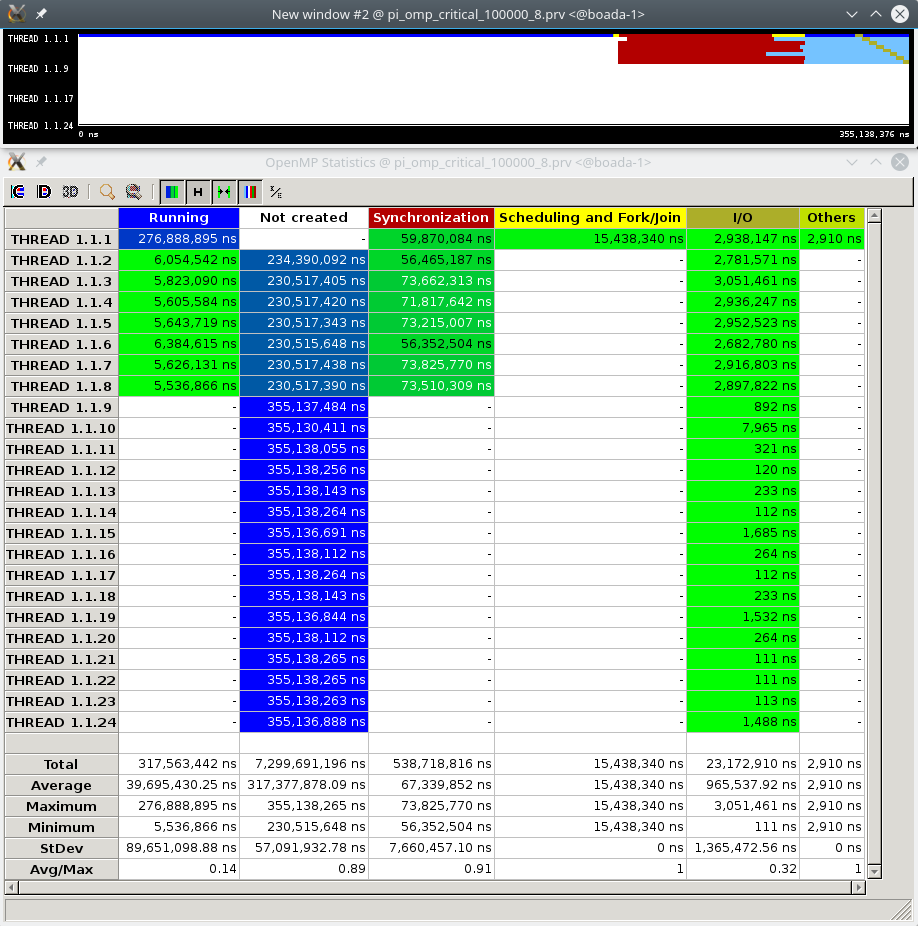 New window #2 @ pi_omp_critical_100000_8.prv <@boada-1>
THREAD 1.1.1
THREAD 1.1.9
THREAD 1.1.17
THREAD 1.1.24
0 ns 355,138,376 ns
OpenMP Statistics @ pi_omp_critical_100000_8.prv <@boada-1>
IC ID 3D H
Running Not created Synchronization Scheduling and Fork/Join I/O Others
THREAD 1.1.1 276,888,895 ns - 59,870,084 ns 15,438,340 ns 2,938,147 ns 2,910 ns
THREAD 1.1.2 6,054,542 ns 234,390,092 ns 56,465,187 ns - 2,781,571 ns -
THREAD 1.1.3 5,823,090 ns 230,517,405 ns 73,662,313 ns - 3,051,461 ns -
THREAD 1.1.4 5,605,584 ns 230,517,420 ns 71,817,642 ns - 2,936,247 ns -
THREAD 1.1.5 5,643,719 ns 230,517,343 ns 73,215,007 ns - 2,952,523 ns -
THREAD 1.1.6 6,384,615 ns 230,515,648 ns 56,352,504 ns - 2,682,780 ns -
THREAD 1.1.7 5,626,131 ns 230,517,438 ns 73,825,770 ns - 2,916,803 ns -
THREAD 1.1.8 5,536,866 ns 230,517,390 ns 73,510,309 ns - 2,897,822 ns -
THREAD 1.1.9 - 355,137,484 ns - - 892 ns -
THREAD 1.1.10 - 355,130,411 ns - - 7,965 ns -
THREAD 1.1.11 - 355,138,055 ns - - 321 ns -
THREAD 1.1.12 - 355,138,256 ns - - 120 ns -
THREAD 1.1.13 - 355,138,143 ns - - 233 ns -
THREAD 1.1.14 - 355,138,264 ns - - 112 ns -
THREAD 1.1.15 - 355,136,691 ns - - 1,685 ns -
THREAD 1.1.16 - 355,138,112 ns - - 264 ns -
THREAD 1.1.17 - 355,138,264 ns - - 112 ns -
THREAD 1.1.18 - 355,138,143 ns - - 233 ns -
THREAD 1.1.19 - 355,136,844 ns - - 1,532 ns -
THREAD 1.1.20 - 355,138,112 ns - - 264 ns -
THREAD 1.1.21 - 355,138,265 ns - - 111 ns -
THREAD 1.1.22 - 355,138,265 ns - - 111 ns -
THREAD 1.1.23 - 355,138,263 ns - - 113 ns -
THREAD 1.1.24 - 355,136,888 ns - - 1,488 ns -
Total 317,563,442 ns 7,299,691,196 ns 538,718,816 ns 15,438,340 ns 23,172,910 ns 2,910 ns
Average 39,695,430.25 ns 317,377,878.09 ns 67,339,852 ns 15,438,340 ns 965,537.92 ns 2,910 ns
Maximum 276,888,895 ns 355,138,265 ns 73,825,770 ns 15,438,340 ns 3,051,461 ns 2,910 ns
Minimum 5,536,866 ns 230,515,648 ns 56,352,504 ns 15,438,340 ns 111 ns 2,910 ns
StDev 89,651,098.88 ns 57,091,932.78 ns 7,660,457.10 ns 0 ns 1,365,472.56 ns 0 ns
Avg/Max 0.14 0.89 0.91 1 0.32 1